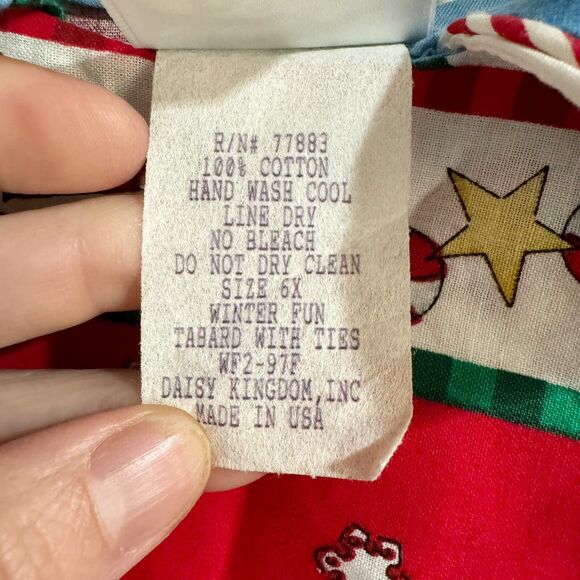 R/N# 77883
100% COTTON
HAND WASH COOL
LINE DRY
NO BLEACH
DO NOT DRY CLEAN
SIZE 6X
WINTER FUN
TABARD WITH TIES
WF2-97F
DAISY KINGDOM,INC
MADE IN USA